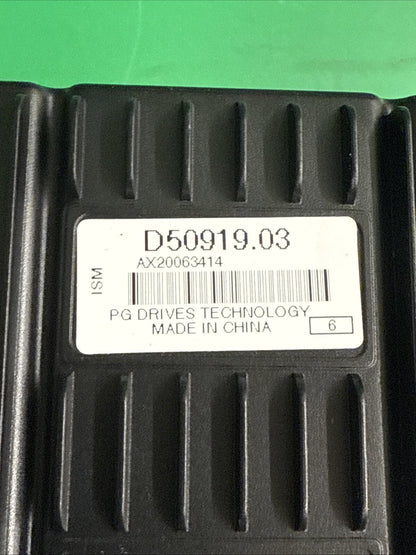 D50919.03
AX20063414
ISM
PG DRIVES TECHNOLOGY
MADE IN CHINA
6